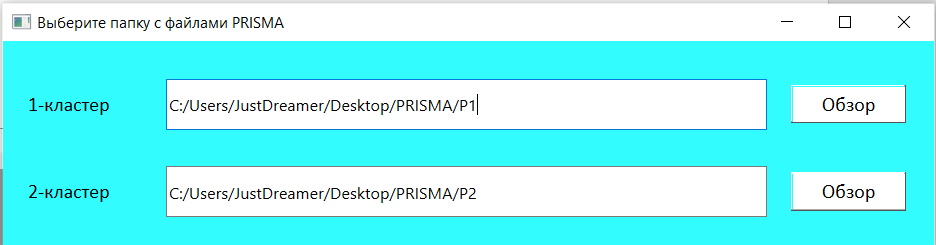 Выберите папку с файлами PRISMA
1-кластер C:/Users/JustDreamer/Desktop/PRISMA/P1 Обзор
2-кластер C:/Users/JustDreamer/Desktop/PRISMA/P2 Обзор